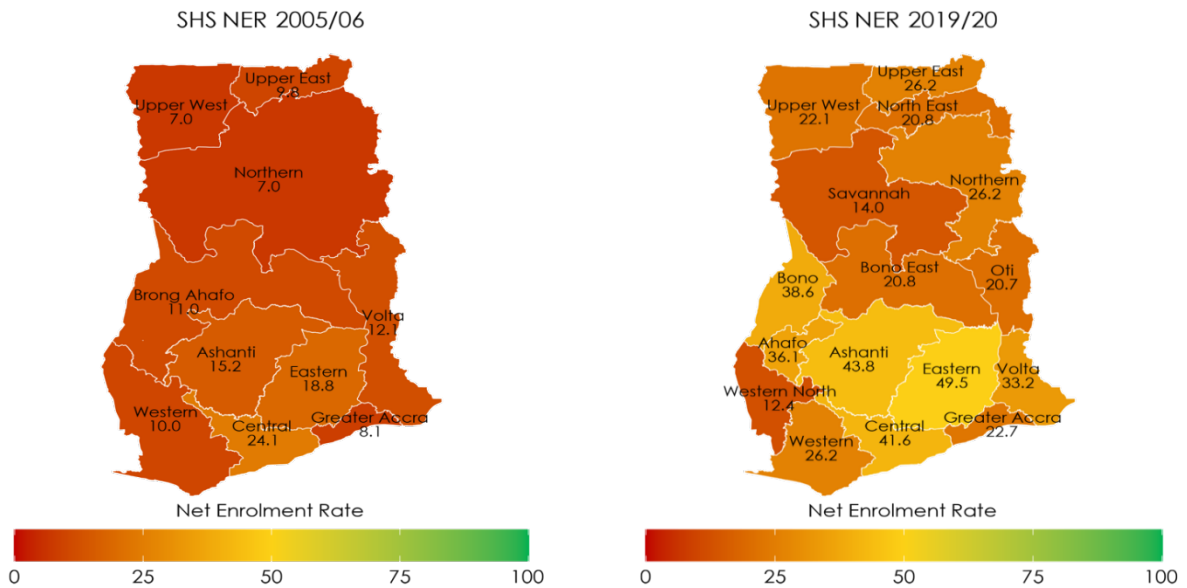 SHS NER 2005/06
Upper East
9.8
Upper West
7.0
Northern
7.0
Brong Ahafo
11.0
Volta
12.1
Ashanti
15.2
Eastern
18.8
Western
10.0
Central
24.1
Greater Accra
8.1
Net Enrolment Rate
0 25 50 75 100
SHS NER 2019/20
Upper East
26.2
Upper West
22.1
North East
20.8
Northern
26.2
Savannah
14.0
Bono East
20.8
Oti
20.7
Bono
38.6
Ahafo
36.1
Ashanti
43.8
Eastern
49.5
Volta
33.2
Western North
12.4
Greater Accra
22.7
Central
41.6
Western
26.2
Net Enrolment Rate
0 25 50 75 100